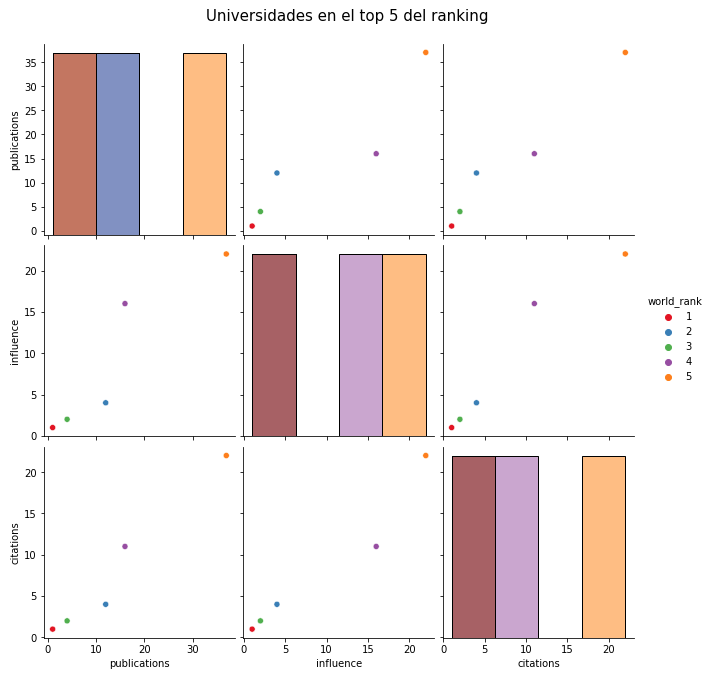 Universidades en el top 5 del ranking
35
30
25
20
15
10
5
0
publications
20
15
10
5
0
influence
world_rank
1
2
3
4
5
20
15
10
5
0
citations
0 10 20 30
0 5 10 15 20
0 5 10 15 20
publications influence citations